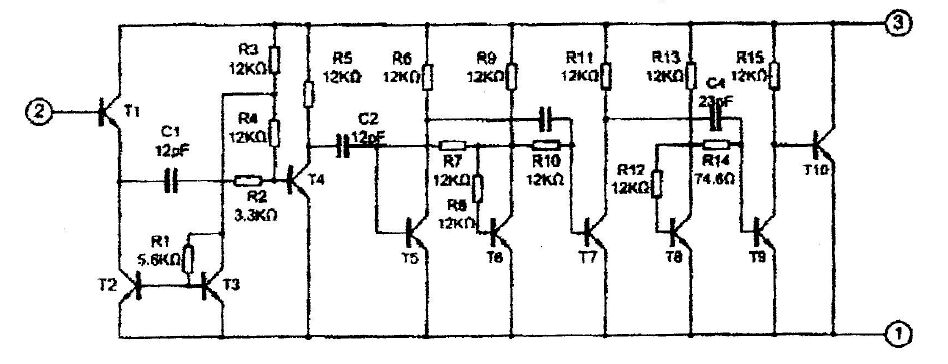 3
R3
12KΩ
R5
12KΩ
R6
12KΩ
R9
12KΩ
R11
12KΩ
R13
12KΩ
R15
12KΩ
2
T1
C1
12pF
R4
12KΩ
C2
12pF
C4
23pF
R2
3.3KΩ
T4
R7
12KΩ
R8
12KΩ
R10
12KΩ
R12
12KΩ
R14
74.6Ω
T10
R1
5.6KΩ
T2
T3
T5
T6
T7
T8
T9
1